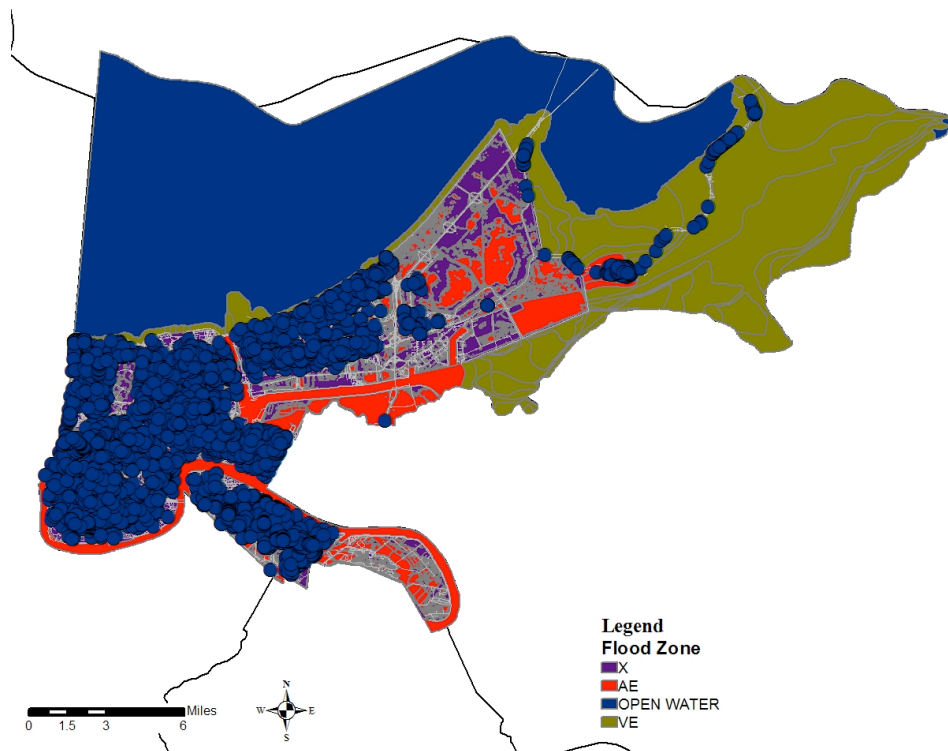 Legend
Flood Zone
X
AE
OPEN WATER
VE
N
W E
S
Miles
0 1.5 3 6